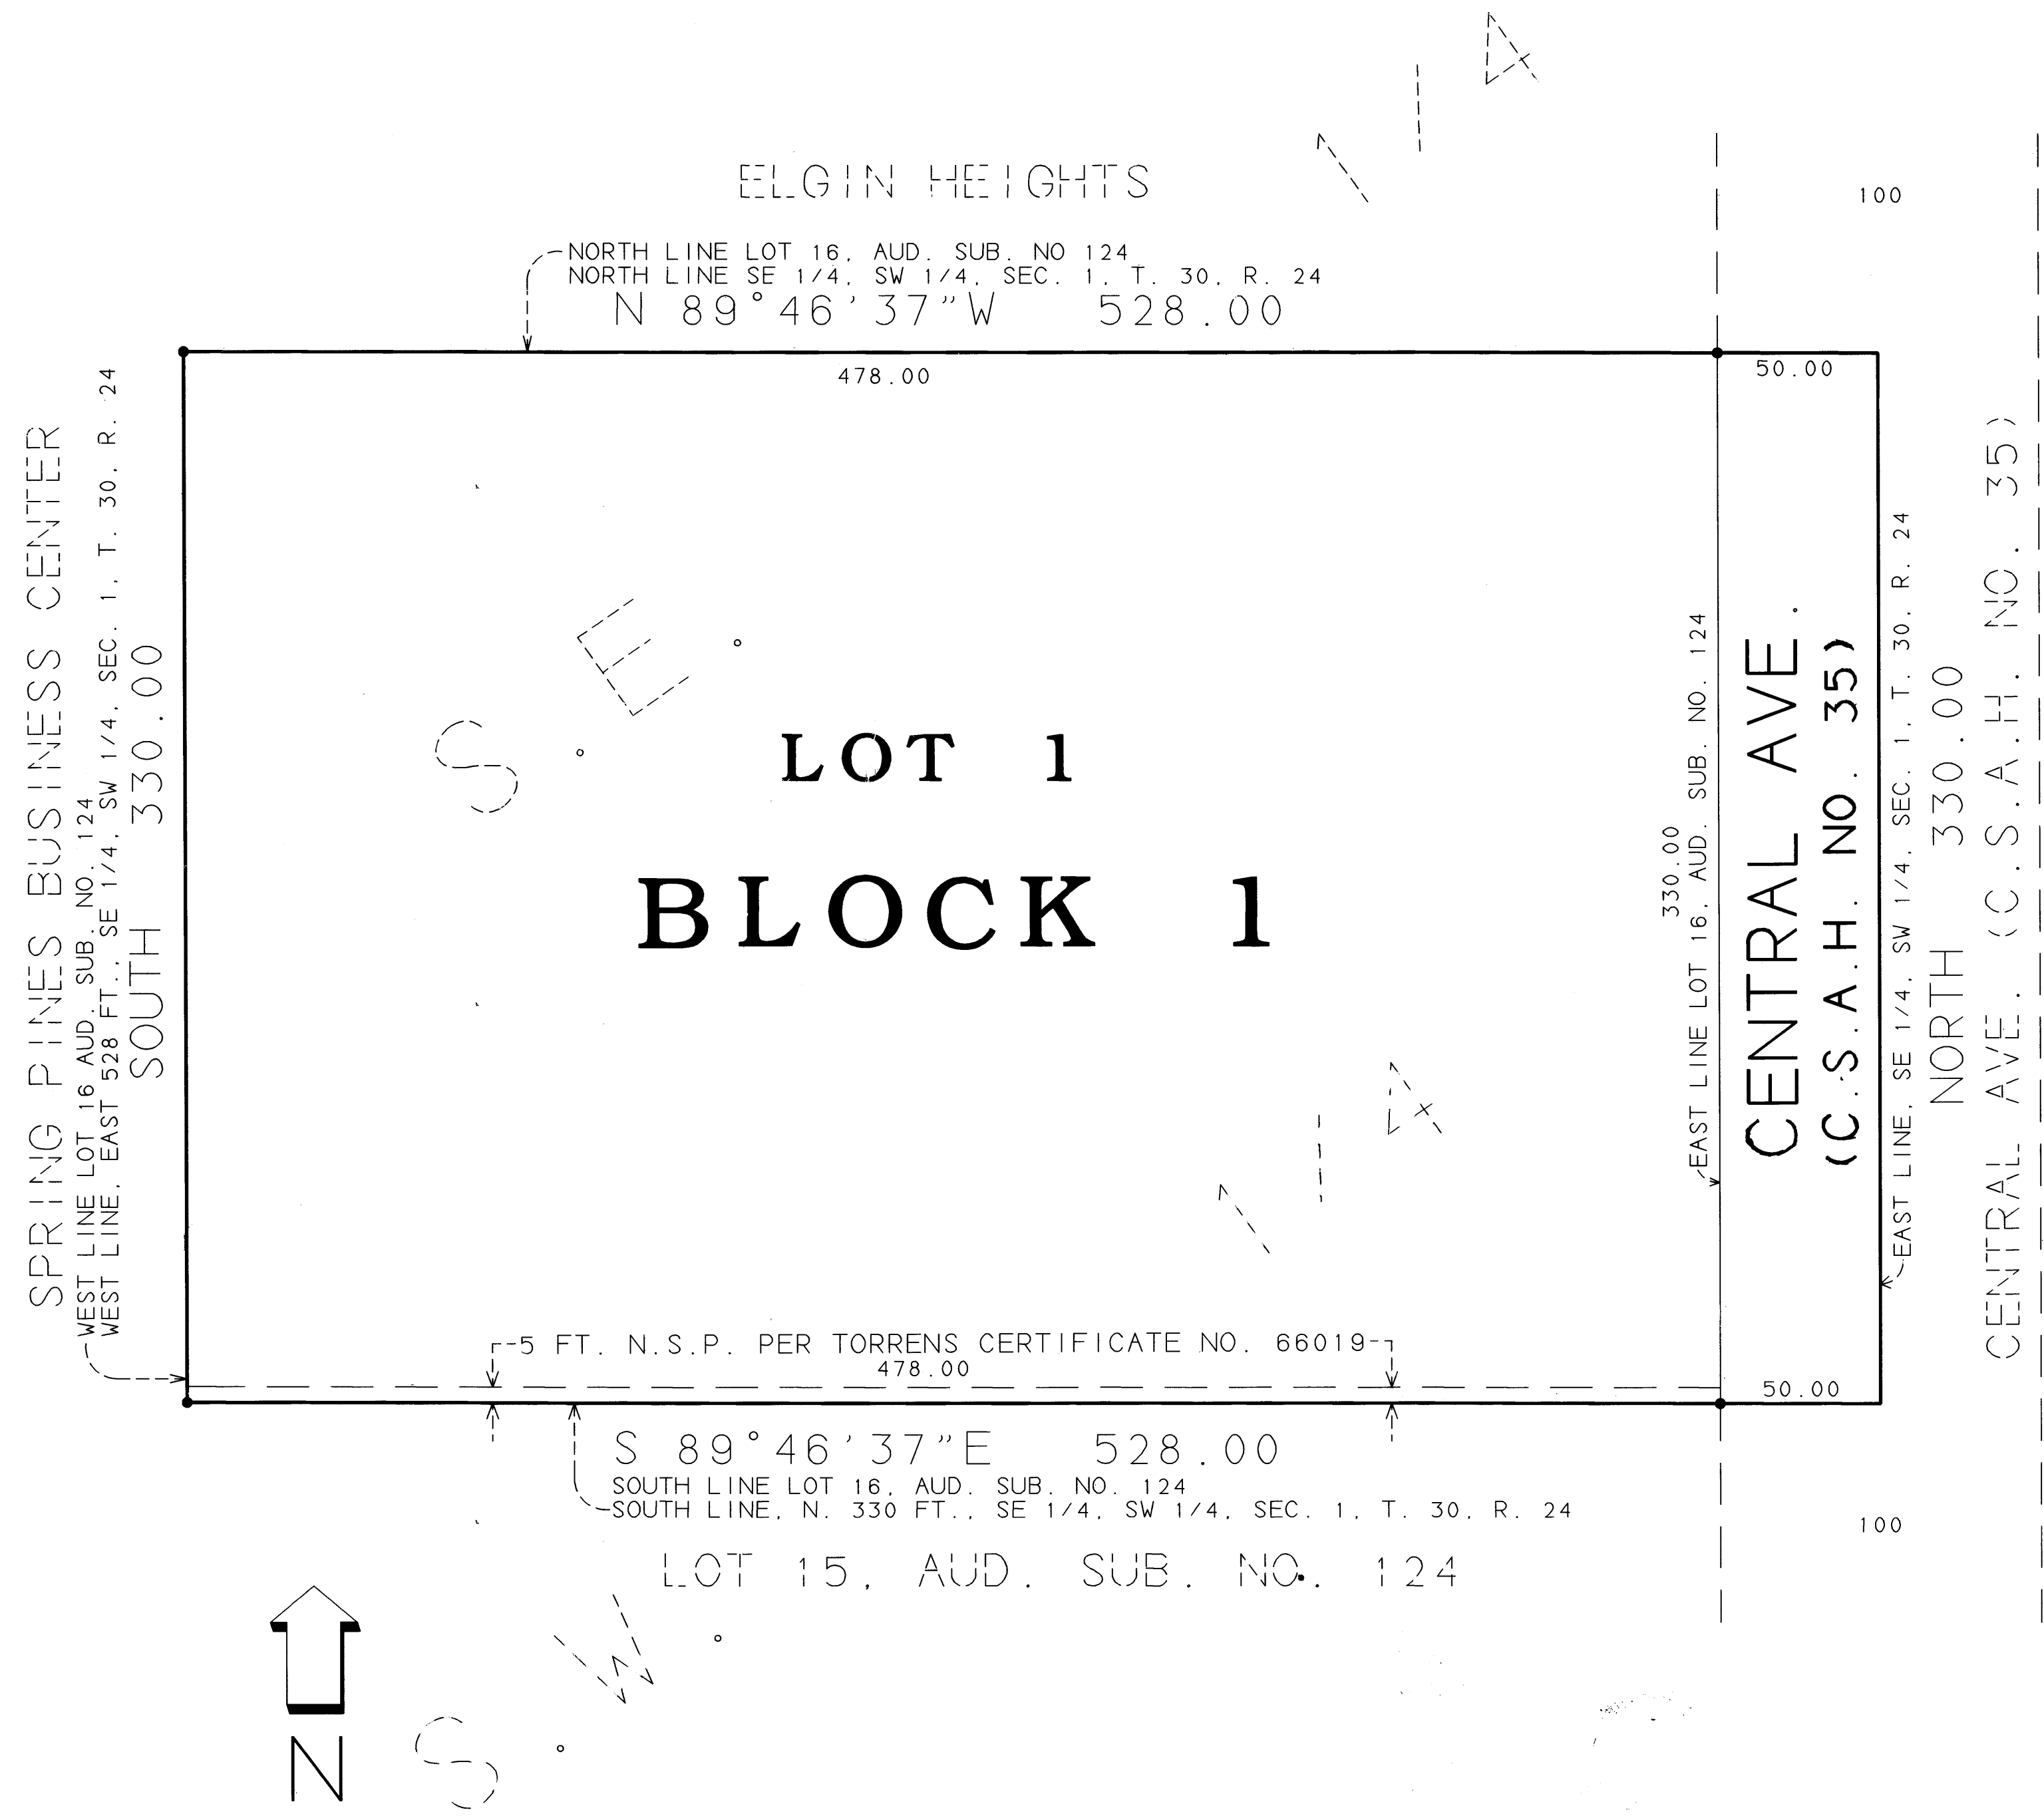 1/4
ELGIN HEIGHTS
100
NORTH LINE LOT 16, AUD. SUB. NO 124
NORTH LINE SE 1/4, SW 1/4, SEC. 1, T. 30, R. 24
N 89°46'37"W 528.00
478.00
50.00
SPRING PINES BUSINESS CENTER
WEST LINE LOT 16 AUD. SUB. NO. 124
WEST LINE, EAST 528 FT., SE 1/4, SW 1/4, SEC. 1, T. 30, R. 24
SOUTH 330.00
S.E.
1/4
LOT 1
BLOCK 1
330.00
EAST LINE LOT 16, AUD. SUB. NO. 124
CENTRAL AVE.
(C.S.A.H. NO. 35)
EAST LINE, SE 1/4, SW 1/4, SEC. 1, T. 30, R. 24
NORTH 330.00
CENTRAL AVE. (C.S.A.H. NO. 35)
5 FT. N.S.P. PER TORRENS CERTIFICATE NO. 66019
478.00
50.00
S 89°46'37"E 528.00
SOUTH LINE LOT 16, AUD. SUB. NO. 124
SOUTH LINE, N. 330 FT., SE 1/4, SW 1/4, SEC. 1, T. 30, R. 24
100
LOT 15, AUD. SUB. NO. 124
S.W.
N